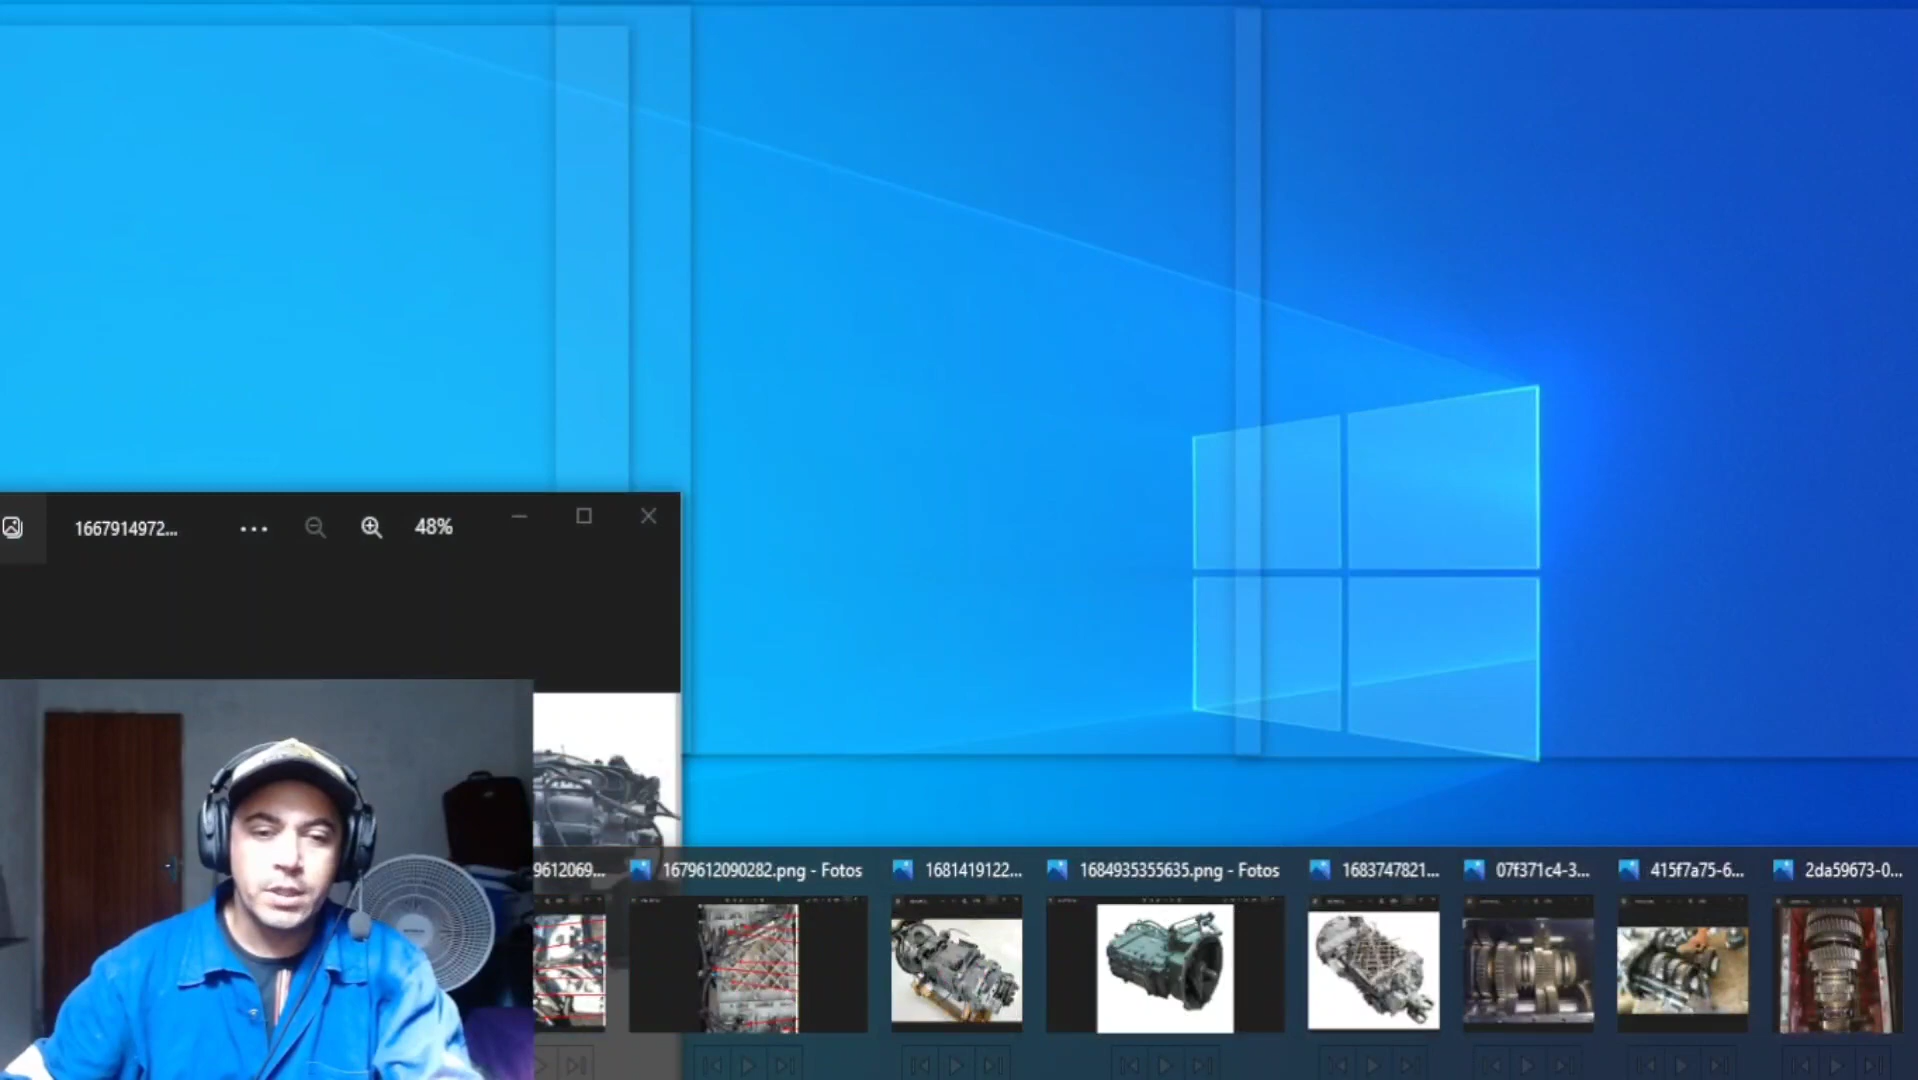 1667914972...
48%
9612069...
1679612090282.png - Fotos
1681419122...
1684935355635.png - Fotos
1683747821...
07f371c4-3...
415f7a75-6...
2da59673-0...